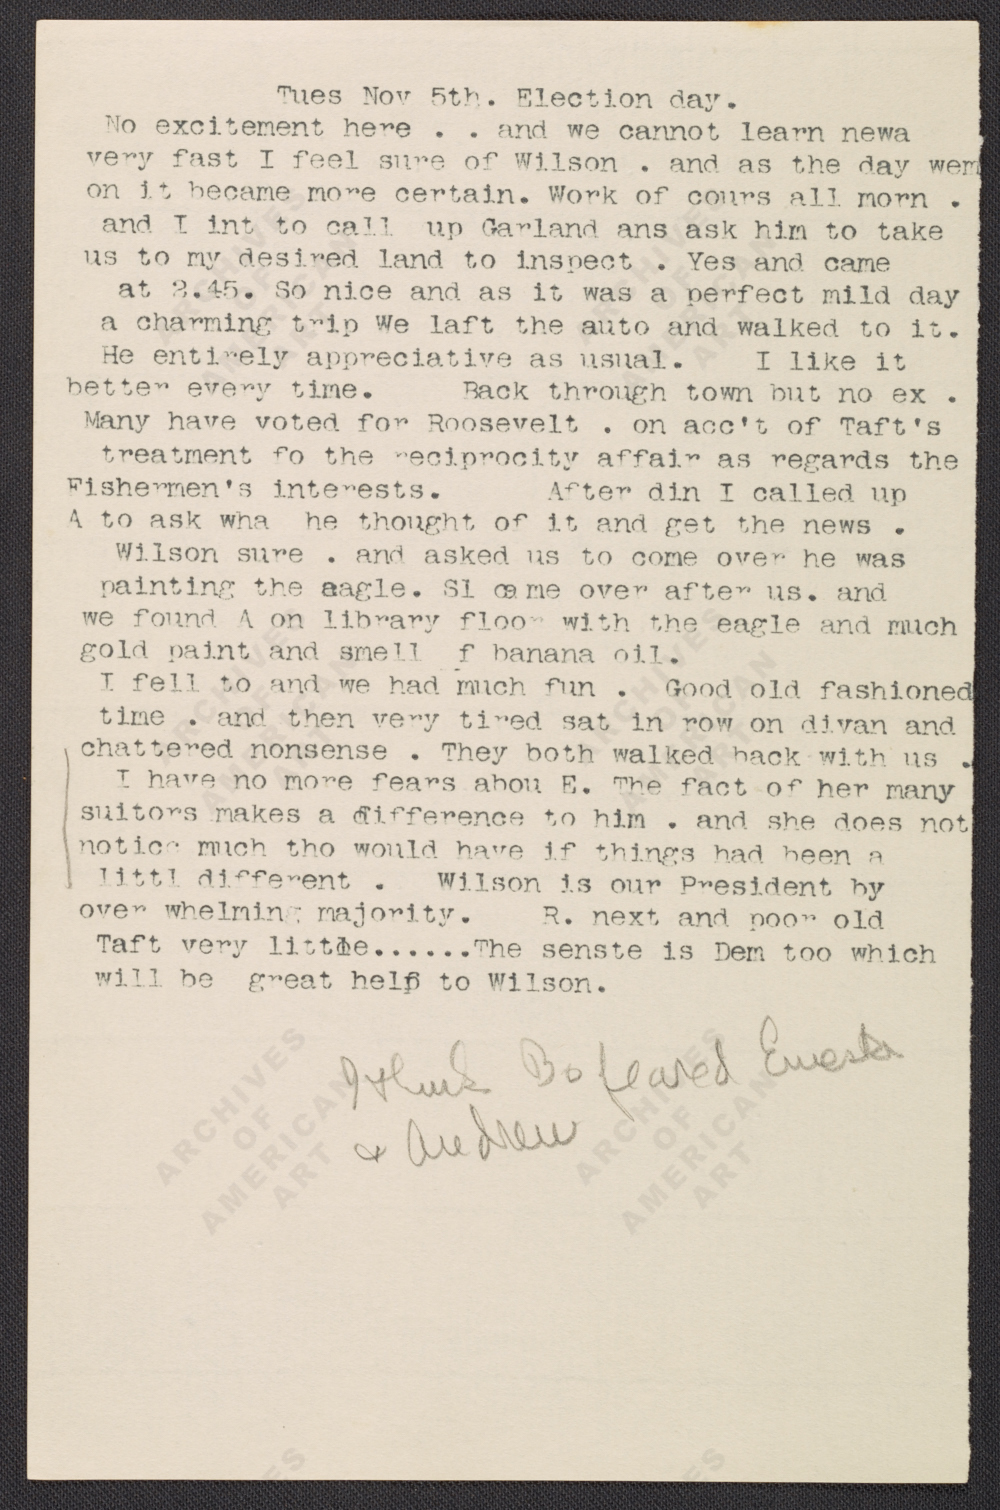 Tues Nov 5th. Election day.
No excitement here . . and we cannot learn newa
very fast I feel sure of Wilson . and as the day wen
on it became more certain. Work of cours all morn .
and I int to call up Garland ans ask him to take
us to my desired land to inspect . Yes and came
at 2.45. So nice and as it was a perfect mild day
a charming trip We laft the auto and walked to it.
He entirely appreciative as usual. I like it
better every time. Back through town but no ex .
Many have voted for Roosevelt . on acc't of Taft's
treatment fo the reciprocity affair as regards the
Fishermen's interests. After din I called up
A to ask wha he thought of it and get the news .
Wilson sure . and asked us to come over he was
painting the eagle. Sl came over after us. and
we found A on library floor with the eagle and much
gold paint and smell f banana oil.
I fell to and we had much fun . Good old fashioned
time . and then very tired sat in row on divan and
chattered nonsense . They both walked back with us .
I have no more fears abou E. The fact of her many
suitors makes a difference to him . and she does not
notice much tho would have if things had been a
littl different . Wilson is our President by
over whelming majority. R. next and poor old
Taft very little......The senste is Dem too which
will be great help to Wilson.
I think Bo feared Ernesta
& Andrew
ARCHIVES
OF
AMERICAN
ART